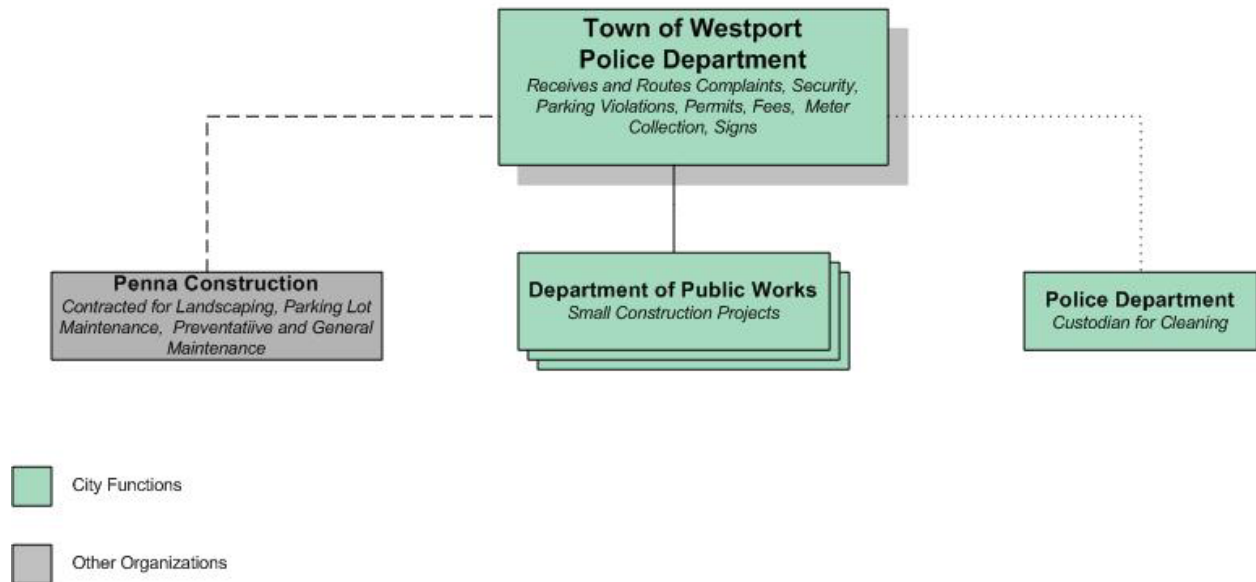 Town of Westport
Police Department
Receives and Routes Complaints, Security,
Parking Violations, Permits, Fees, Meter
Collection, Signs
Penna Construction
Contracted for Landscaping, Parking Lot
Maintenance, Preventatiive and General
Maintenance
Department of Public Works
Small Construction Projects
Police Department
Custodian for Cleaning
City Functions
Other Organizations